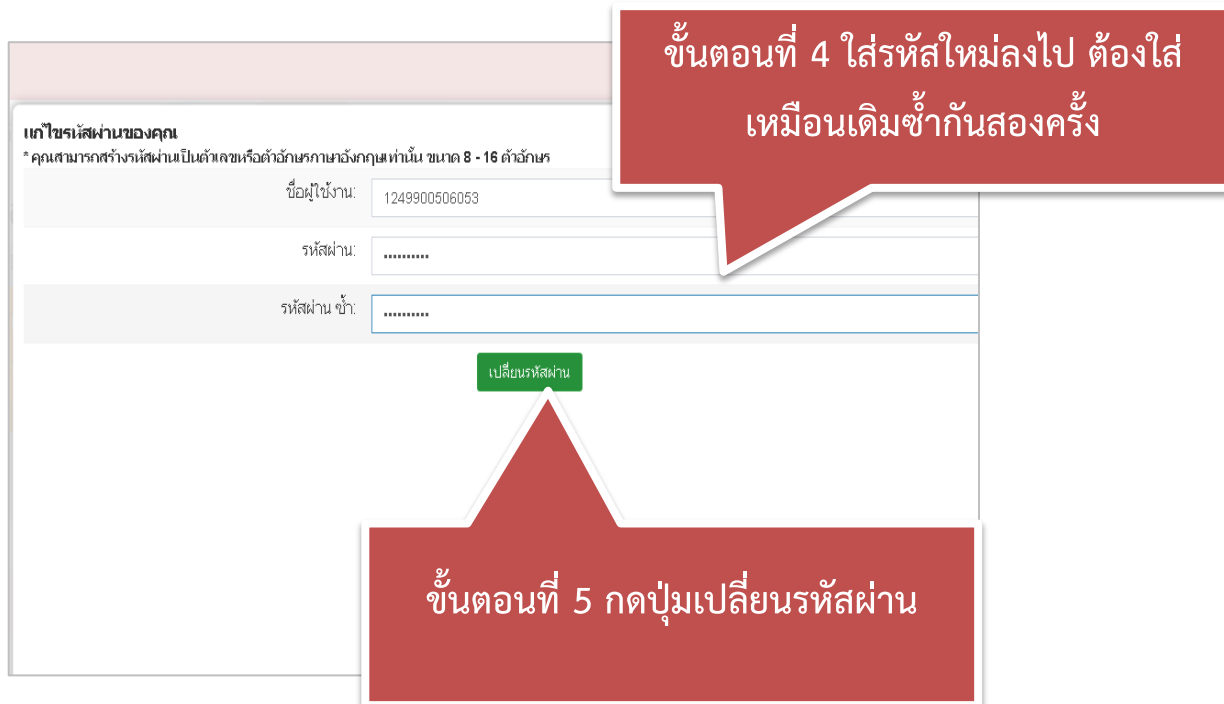 ขั้นตอนที่ 4 ใส่รหัสใหม่ลงไป ต้องใส่
เหมือนเดิมซ้ำกันสองครั้ง
แก้ไขรหัสผ่านของคุณ
* คุณสามารถสร้างรหัสผ่านเป็นตัวเลขหรือตัวอักษรภาษาอังกฤษเท่านั้น ขนาด 8 - 16 ตัวอักษร
ชื่อผู้ใช้งาน: 1249900506053
รหัสผ่าน: ••••••••••
รหัสผ่าน ซ้ำ: ••••••••••
เปลี่ยนรหัสผ่าน
ขั้นตอนที่ 5 กดปุ่มเปลี่ยนรหัสผ่าน